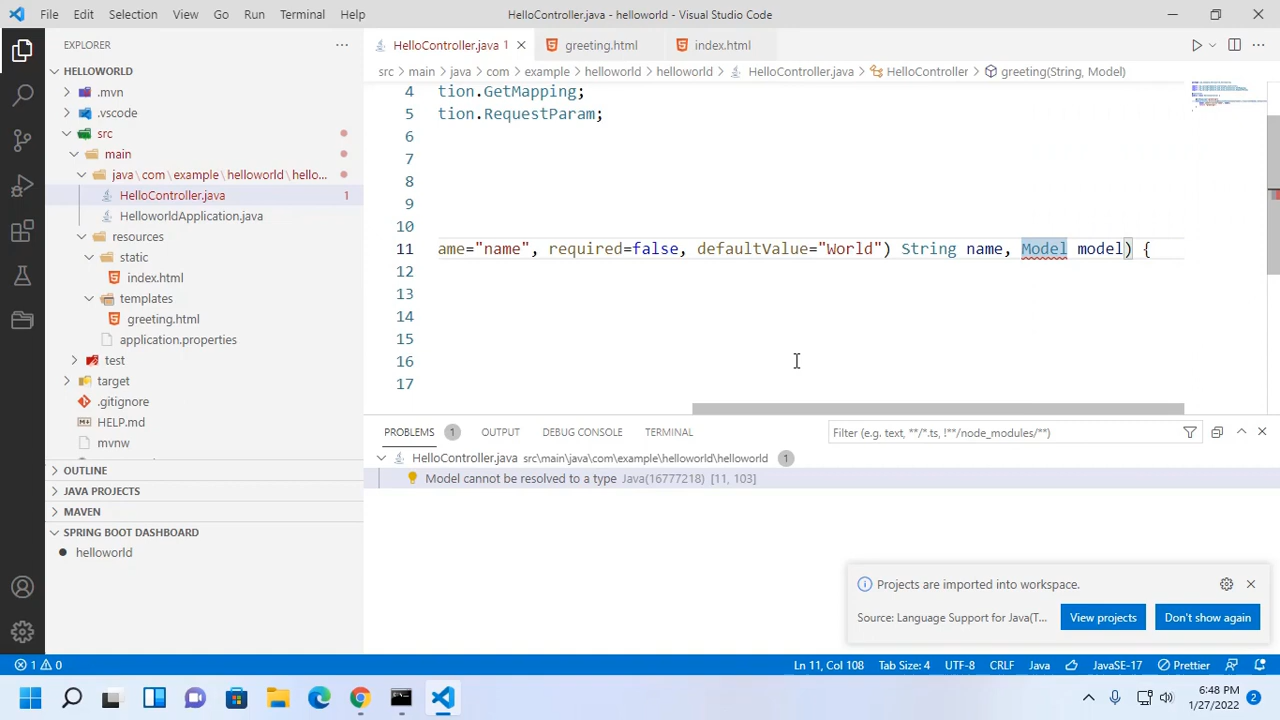 File Edit Selection View Go Run Terminal Help HelloController.java - helloworld - Visual Studio Code
EXPLORER
HELLOWORLD
.mvn
.vscode
src
main
java\com\example\helloworld\hello...
HelloController.java 1
HelloworldApplication.java
resources
static
index.html
templates
greeting.html
application.properties
test
target
.gitignore
HELP.md
mvnw
OUTLINE
JAVA PROJECTS
MAVEN
SPRING BOOT DASHBOARD
helloworld
HelloController.java 1 greeting.html index.html
src > main > java > com > example > helloworld > helloworld > HelloController.java > HelloController > greeting(String, Model)
4 tion.GetMapping;
5 tion.RequestParam;
6
7
8
9
10
11 ame="name", required=false, defaultValue="World") String name, Model model) {
12
13
14
15
16
17
PROBLEMS 1 OUTPUT DEBUG CONSOLE TERMINAL Filter (e.g. text, **/*.ts, !**/node_modules/**)
HelloController.java src\main\java\com\example\helloworld\helloworld 1
Model cannot be resolved to a type Java(16777218) [11, 103]
Projects are imported into workspace.
Source: Language Support for Java(T... View projects Don't show again
1 0 Ln 11, Col 108 Tab Size: 4 UTF-8 CRLF Java JavaSE-17 Prettier
6:48 PM
1/27/2022 2